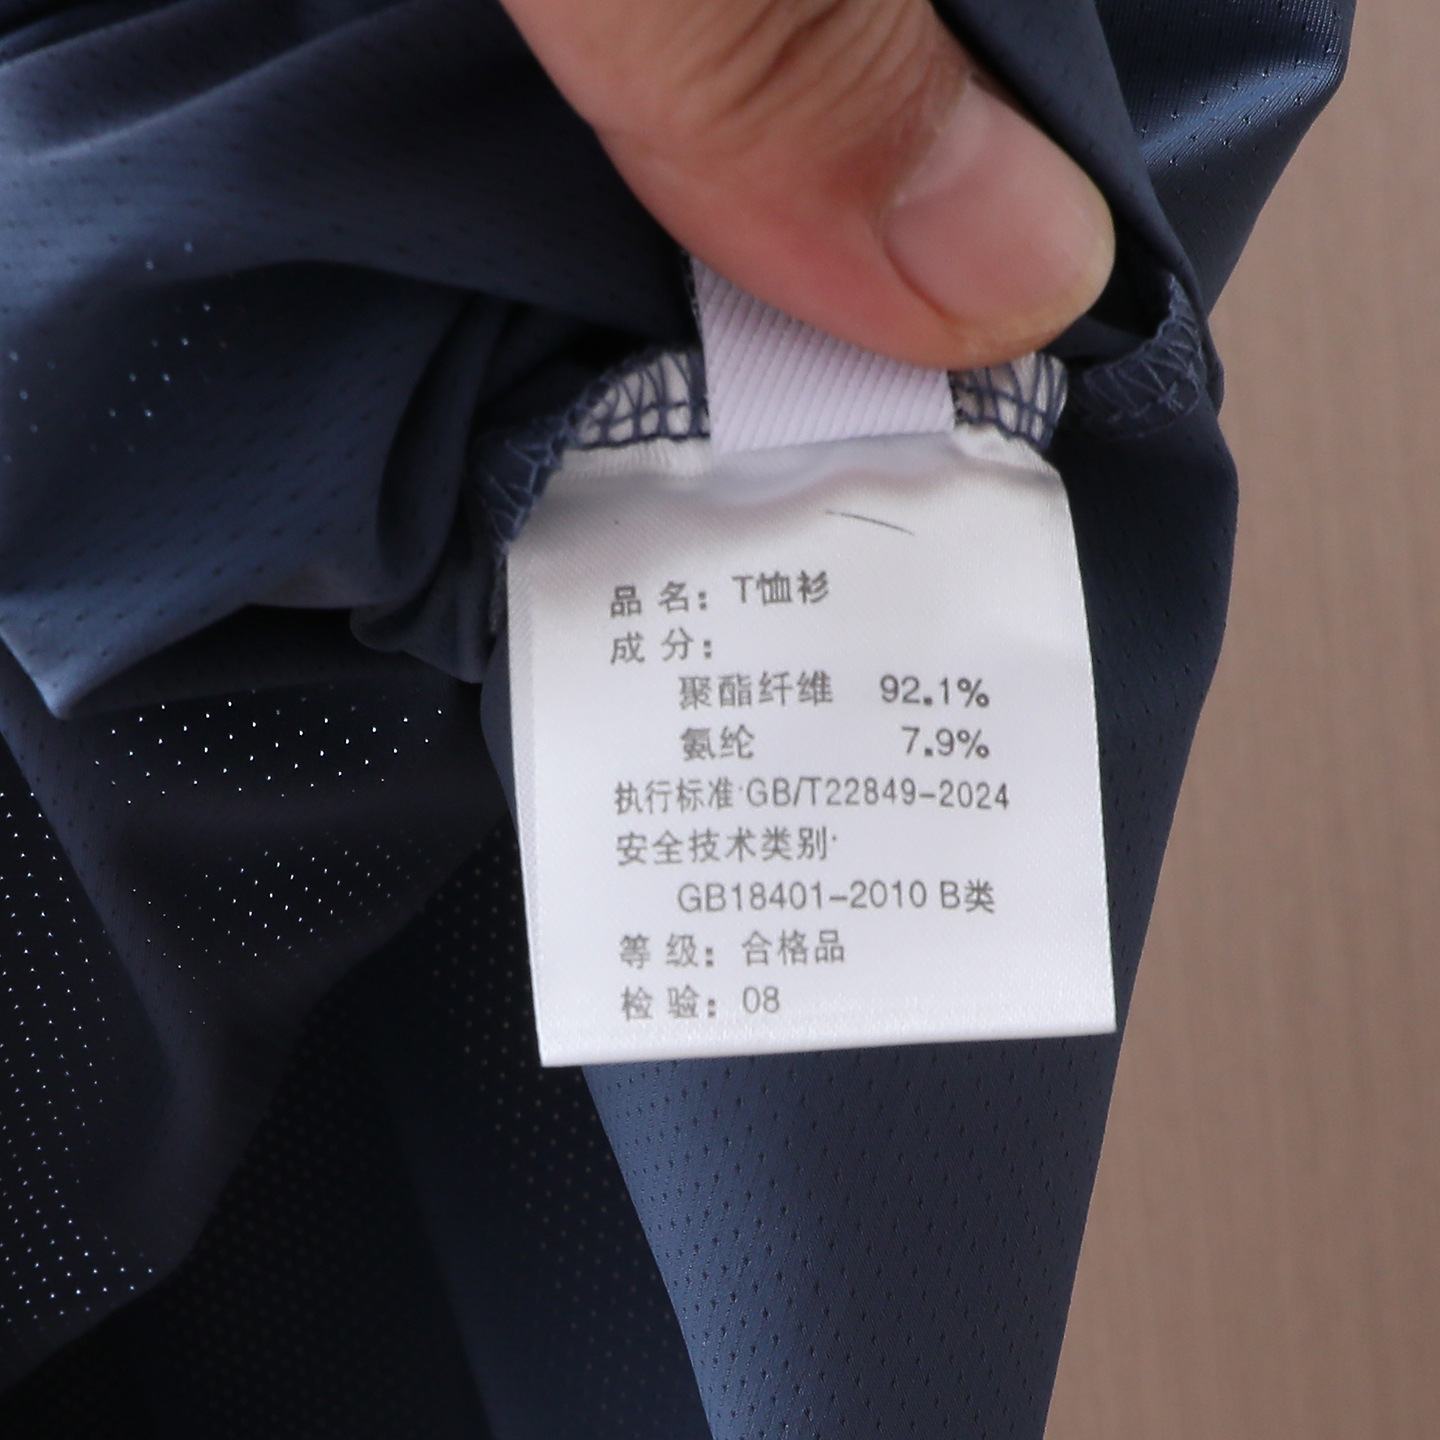 品 名：T恤衫
成 分：
聚酯纤维 92.1%
氨纶 7.9%
执行标准·GB/T22849-2024
安全技术类别·
GB18401-2010 B类
等 级：合格品
检 验：08